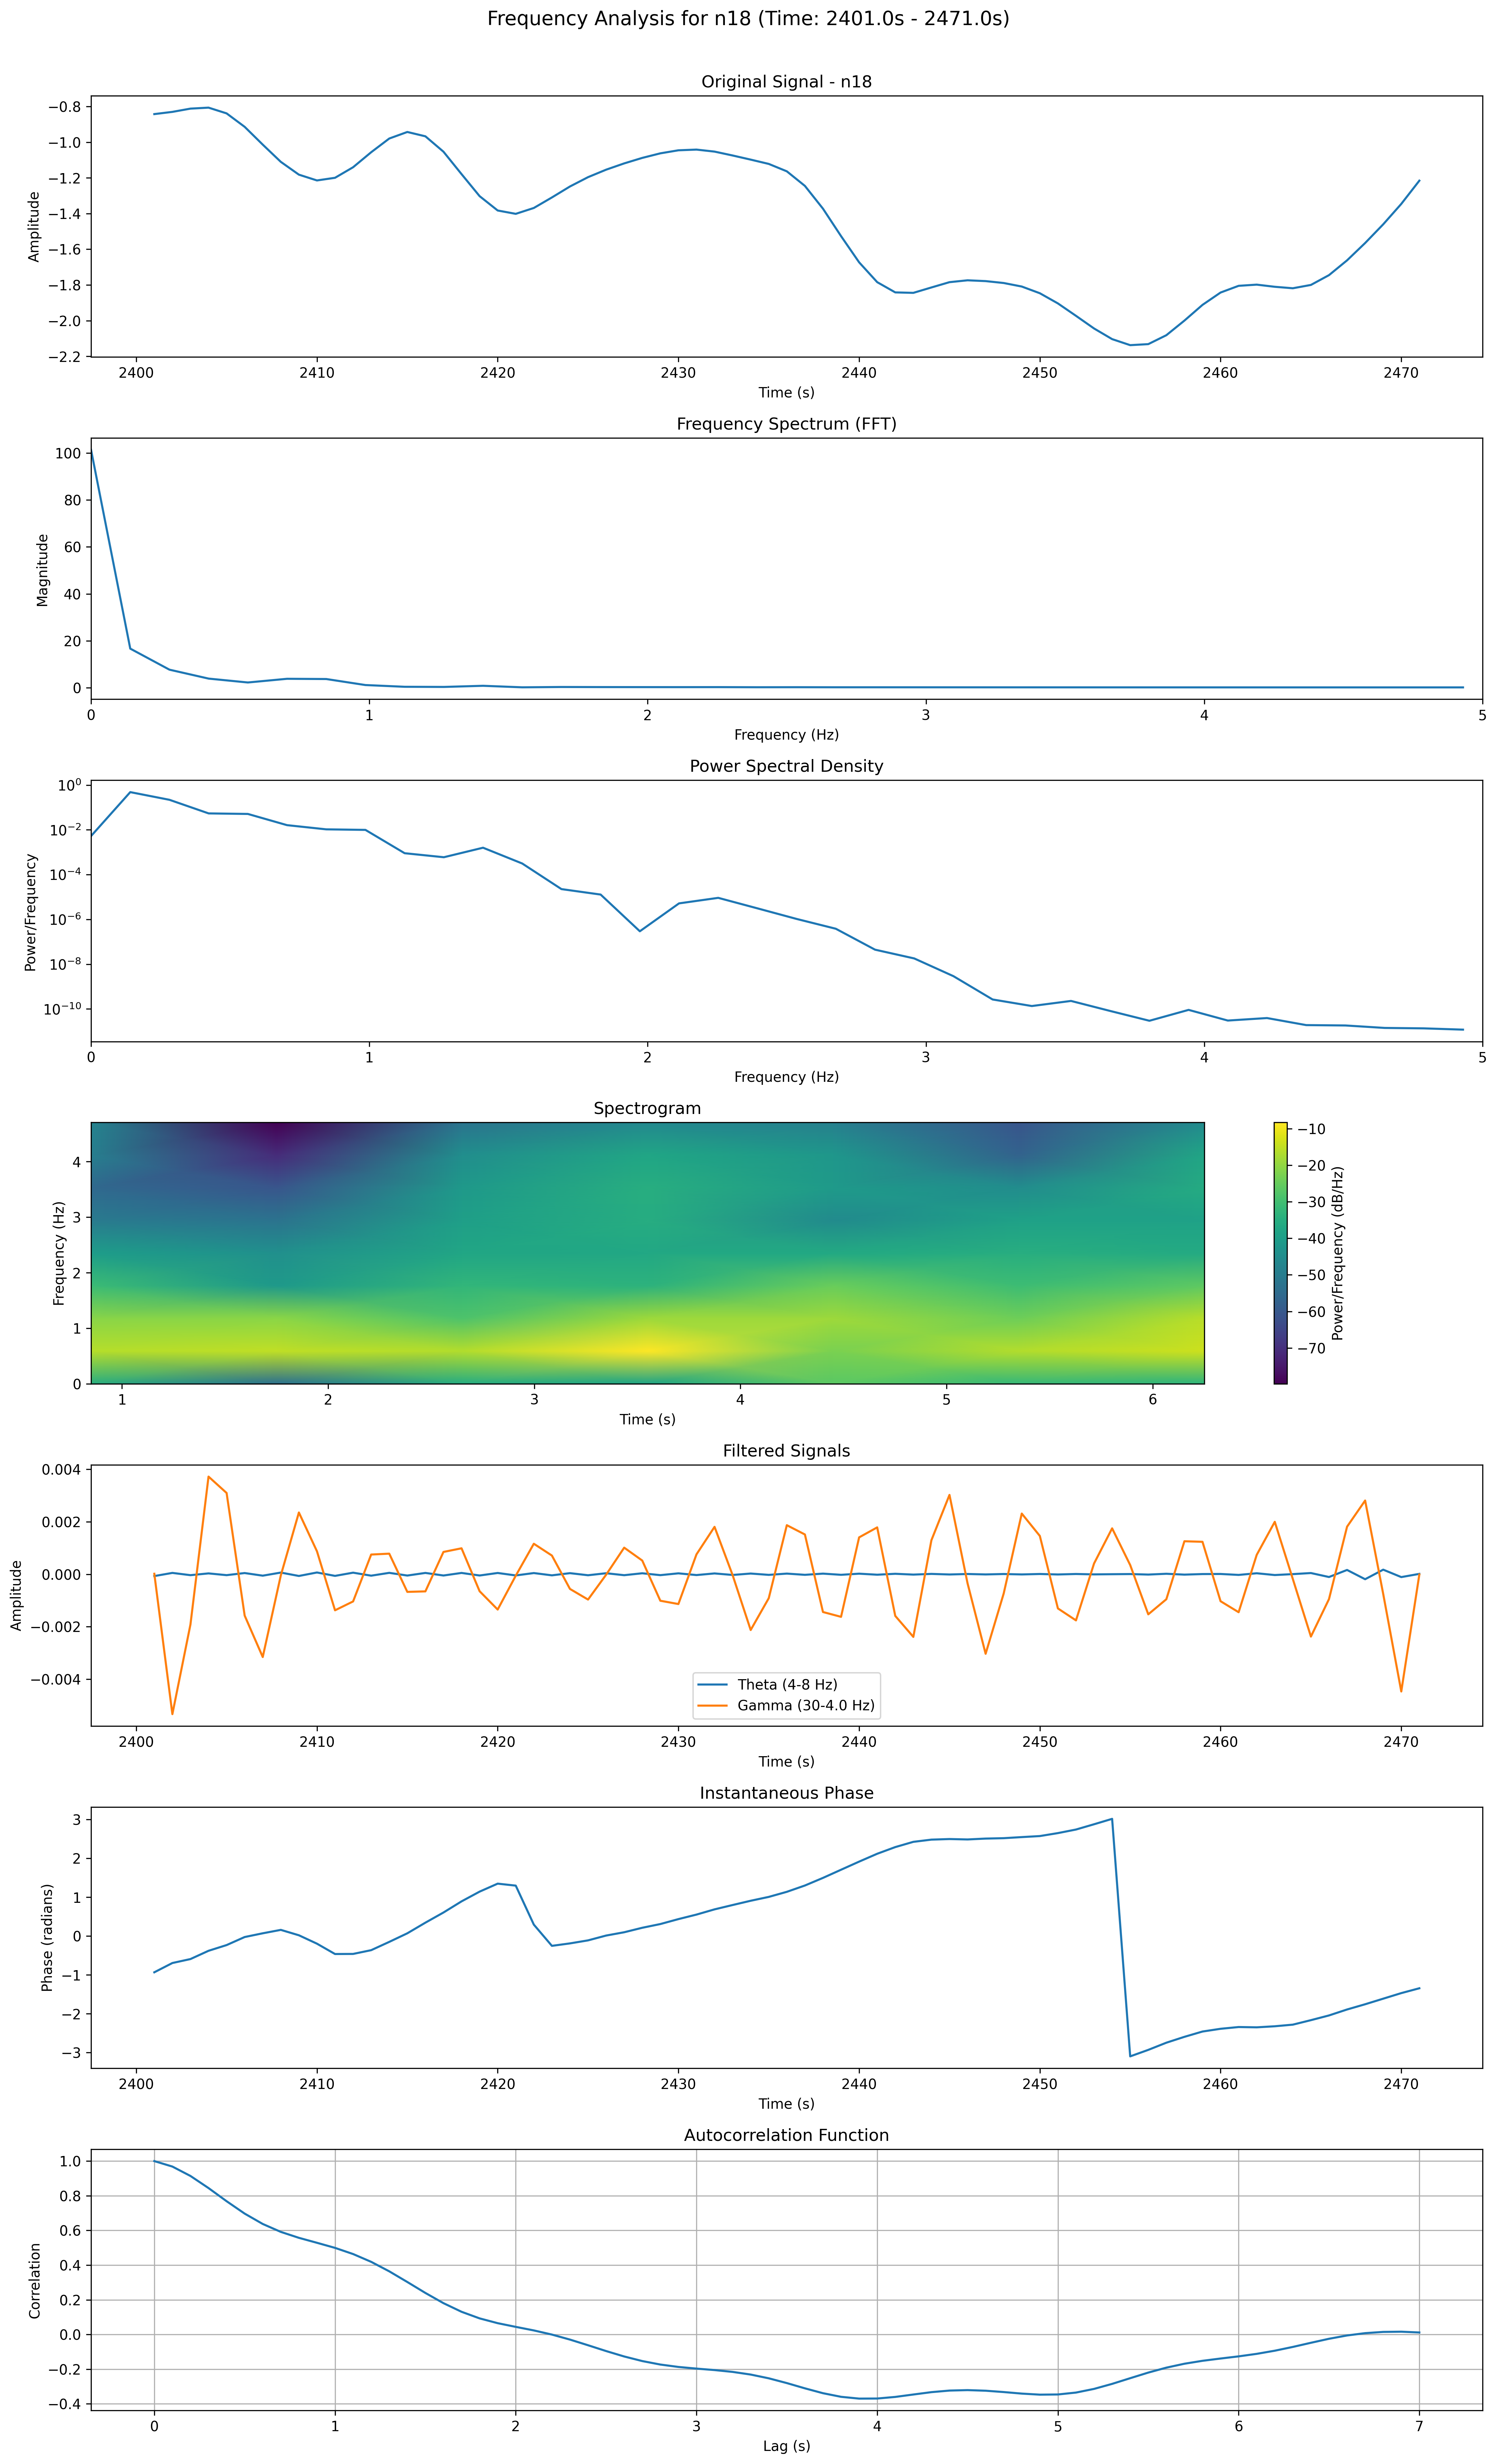 Frequency Analysis for n18 (Time: 2401.0s - 2471.0s)
Original Signal - n18
Amplitude
−0.8
−1.0
−1.2
−1.4
−1.6
−1.8
−2.0
−2.2
2400 2410 2420 2430 2440 2450 2460 2470
Time (s)
Frequency Spectrum (FFT)
Magnitude
100
80
60
40
20
0
0 1 2 3 4 5
Frequency (Hz)
Power Spectral Density
Power/Frequency
10⁰
10⁻²
10⁻⁴
10⁻⁶
10⁻⁸
10⁻¹⁰
0 1 2 3 4 5
Frequency (Hz)
Spectrogram
Frequency (Hz)
4
3
2
1
0
1 2 3 4 5 6
Time (s)
−10
−20
−30
−40
−50
−60
−70
Power/Frequency (dB/Hz)
Filtered Signals
Amplitude
0.004
0.002
0.000
−0.002
−0.004
Theta (4-8 Hz)
Gamma (30-4.0 Hz)
2400 2410 2420 2430 2440 2450 2460 2470
Time (s)
Instantaneous Phase
Phase (radians)
3
2
1
0
−1
−2
−3
2400 2410 2420 2430 2440 2450 2460 2470
Time (s)
Autocorrelation Function
Correlation
1.0
0.8
0.6
0.4
0.2
0.0
−0.2
−0.4
0 1 2 3 4 5 6 7
Lag (s)